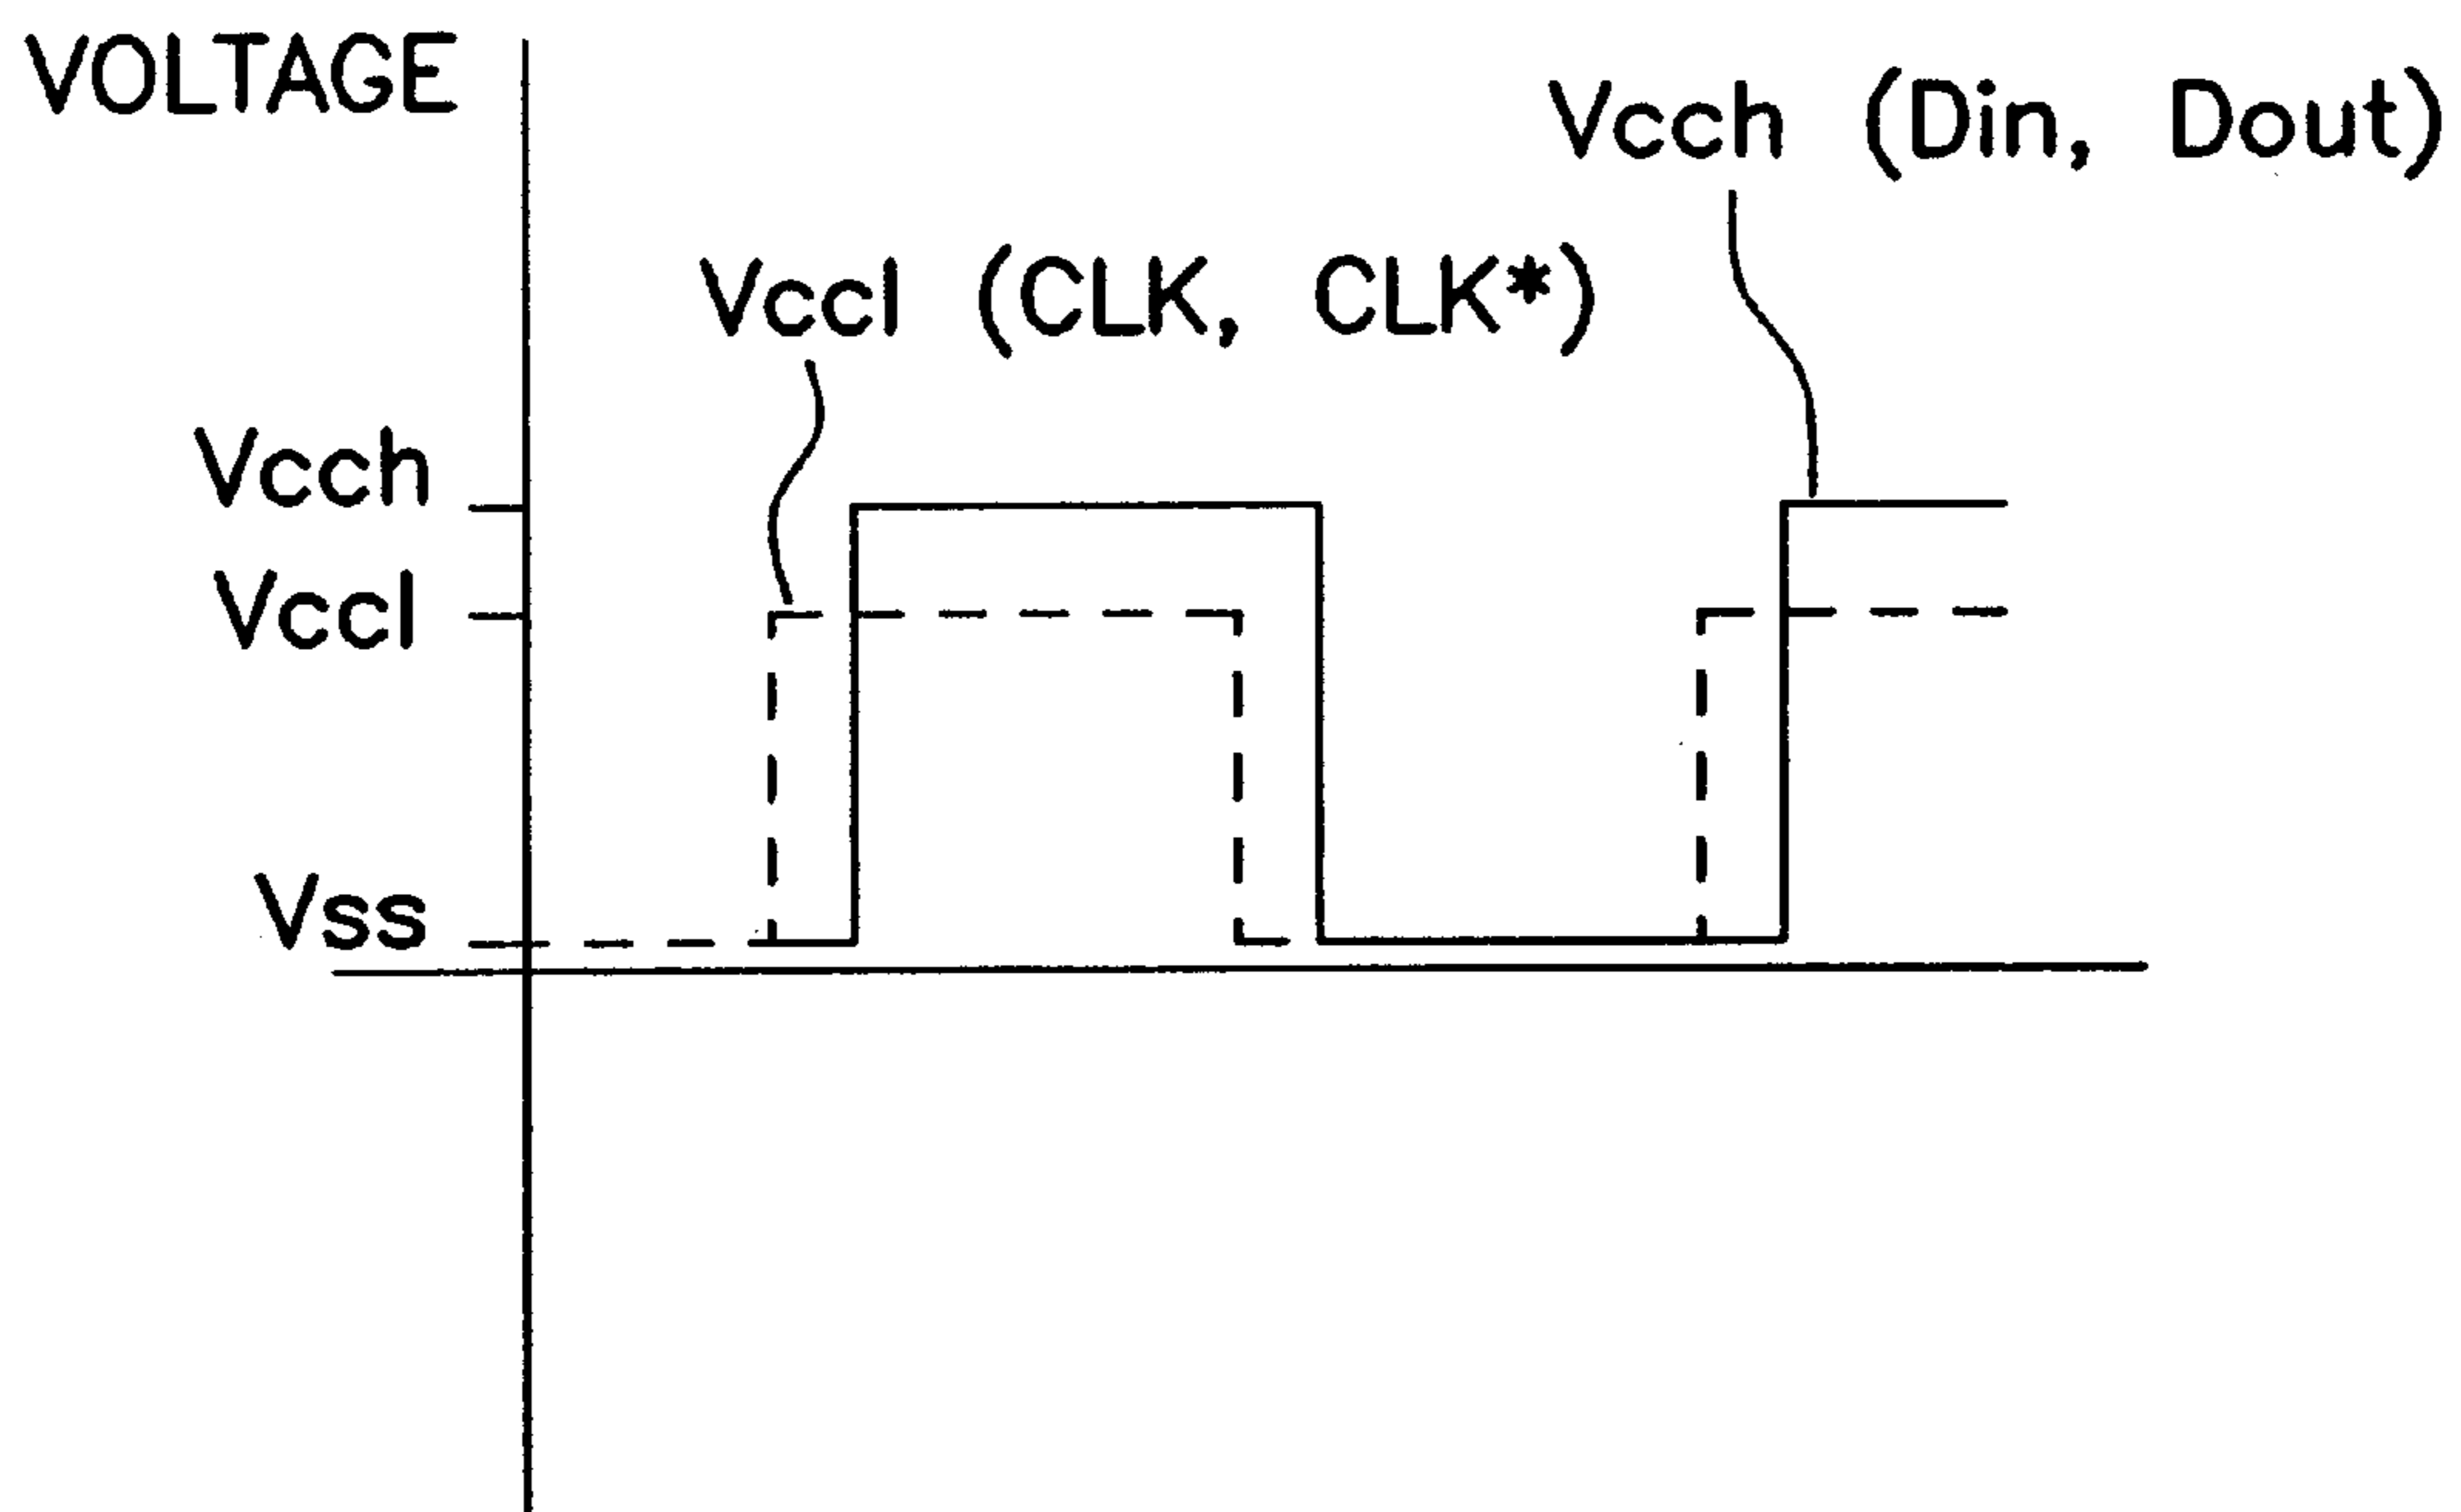 VOLTAGE
Vcch (Din, Dout)
Vccl (CLK, CLK*)
Vcch
Vccl
Vss